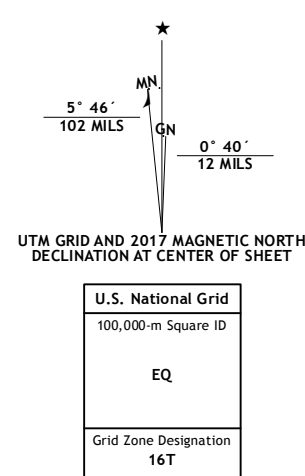 ★
MN
5° 46´
102 MILS
GN
0° 40´
12 MILS
UTM GRID AND 2017 MAGNETIC NORTH
DECLINATION AT CENTER OF SHEET
U.S. National Grid
100,000-m Square ID
EQ
Grid Zone Designation
16T